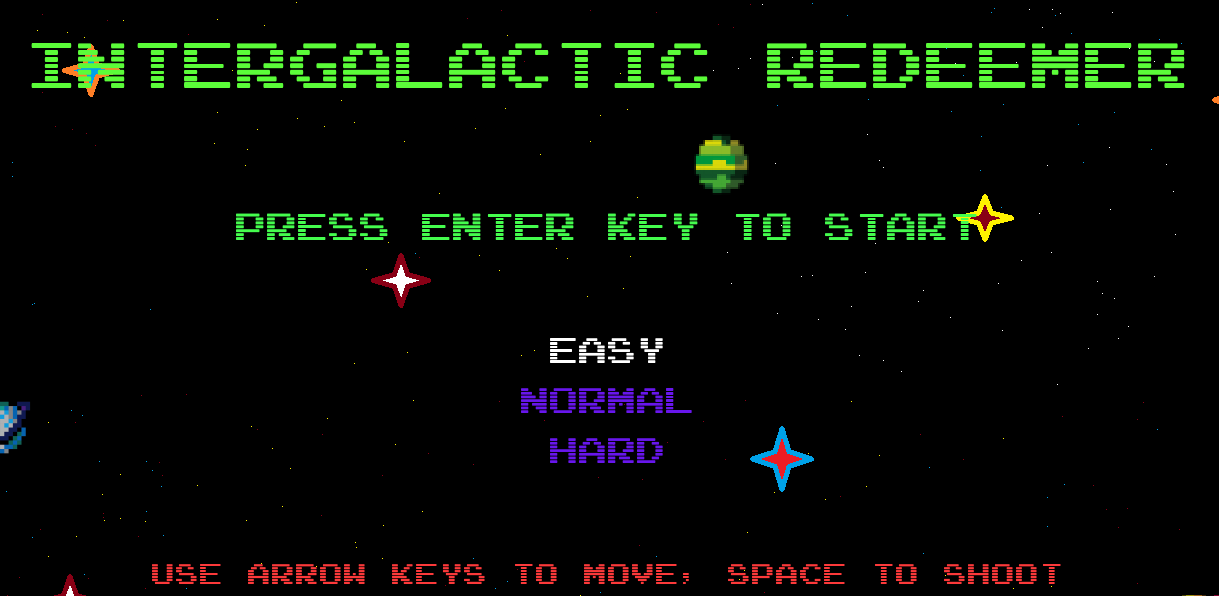 INTERGALACTIC REDEEMER
PRESS ENTER KEY TO START
EASY
NORMAL
HARD
USE ARROW KEYS TO MOVE, SPACE TO SHOOT